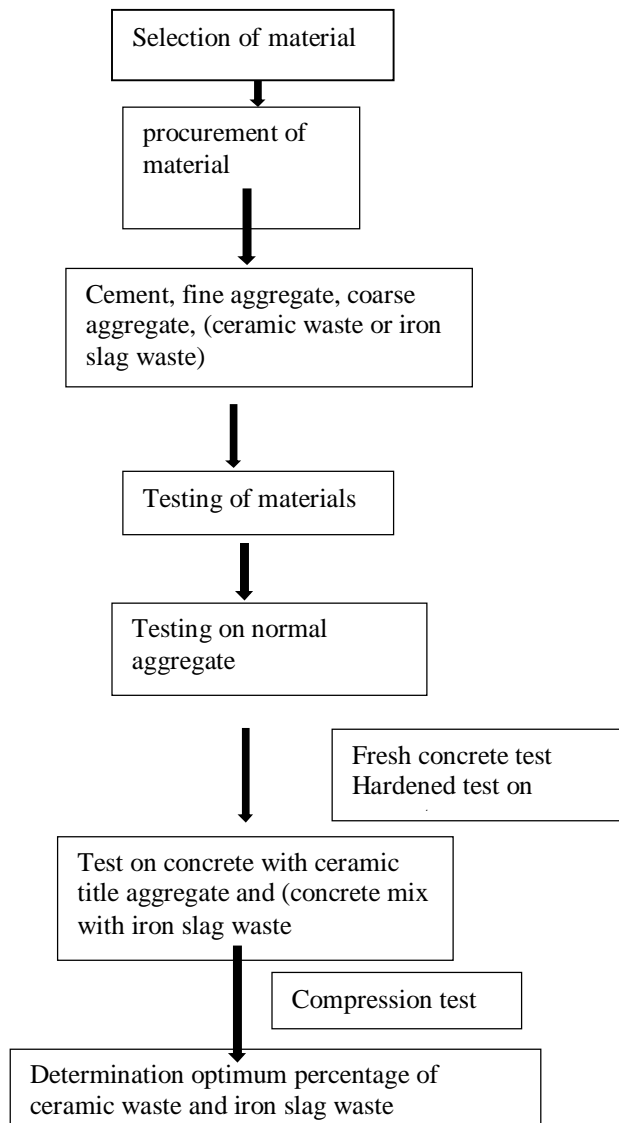 Selection of material
procurement of
material
Cement, fine aggregate, coarse
aggregate, (ceramic waste or iron
slag waste)
Testing of materials
Testing on normal
aggregate
Fresh concrete test
Hardened test on
Test on concrete with ceramic
title aggregate and (concrete mix
with iron slag waste
Compression test
Determination optimum percentage of
ceramic waste and iron slag waste